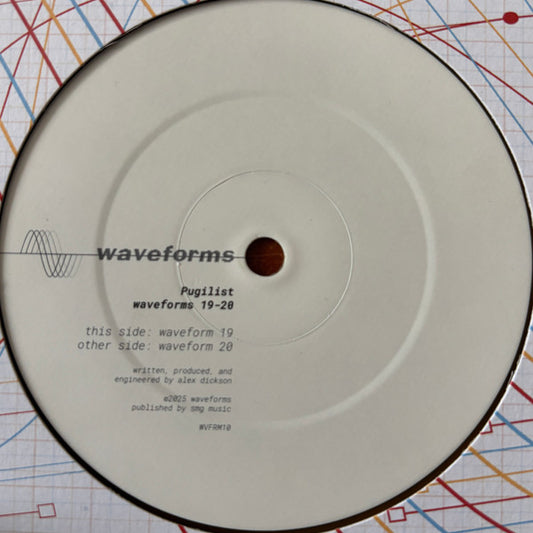 waveforms
Pugilist
waveforms 19-20
this side: waveform 19
other side: waveform 20
written, produced, and
engineered by alex dickson
©2025 waveforms
published by smg music
WVFRM10